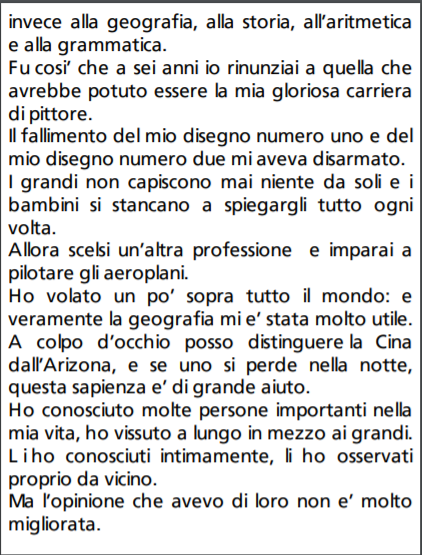 invece alla geografia, alla storia, all'aritmetica
e alla grammatica.
Fu cosi' che a sei anni io rinunziai a quella che
avrebbe potuto essere la mia gloriosa carriera
di pittore.
Il fallimento del mio disegno numero uno e del
mio disegno numero due mi aveva disarmato.
I grandi non capiscono mai niente da soli e i
bambini si stancano a spiegargli tutto ogni
volta.
Allora scelsi un'altra professione e imparai a
pilotare gli aeroplani.
Ho volato un po' sopra tutto il mondo: e
veramente la geografia mi e' stata molto utile.
A colpo d'occhio posso distinguere la Cina
dall'Arizona, e se uno si perde nella notte,
questa sapienza e' di grande aiuto.
Ho conosciuto molte persone importanti nella
mia vita, ho vissuto a lungo in mezzo ai grandi.
L i ho conosciuti intimamente, li ho osservati
proprio da vicino.
Ma l'opinione che avevo di loro non e' molto
migliorata.